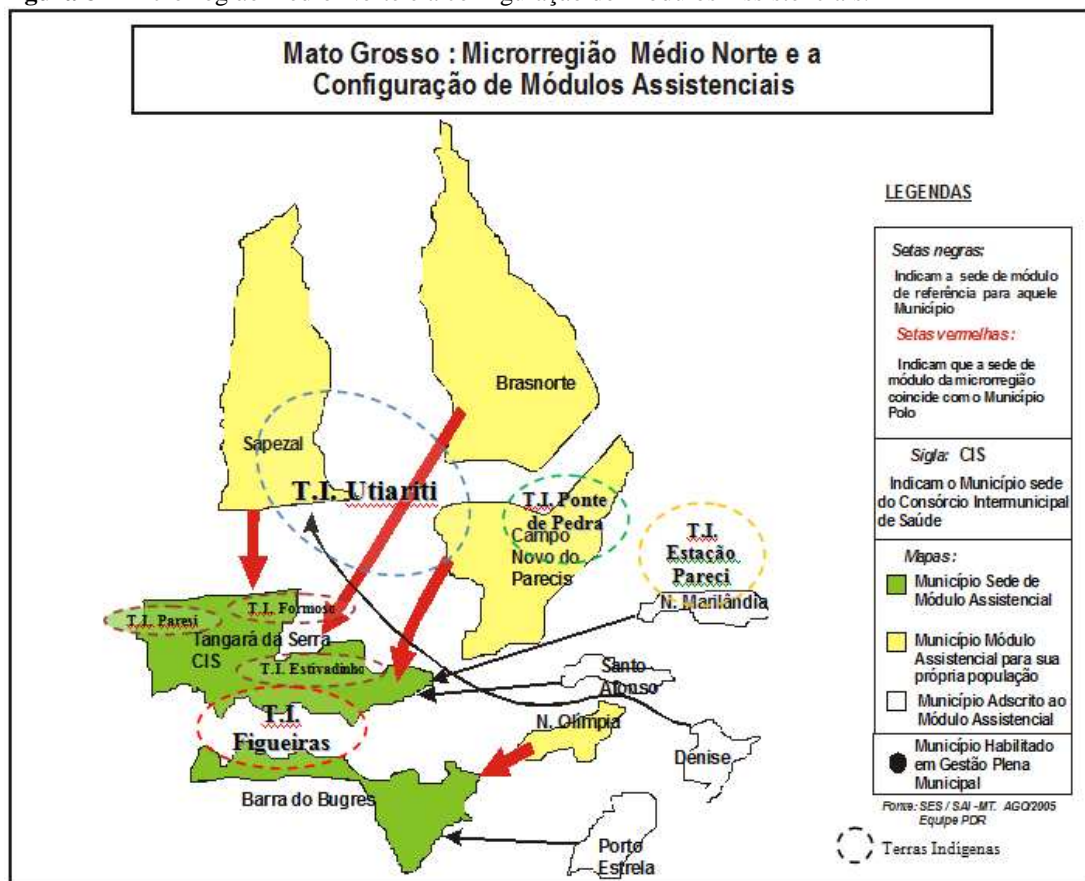 Mato Grosso : Microrregião Médio Norte e a
Configuração de Módulos Assistenciais
LEGENDAS
Setas negras:
Indicam a sede de módulo
de referência para aquele
Município
Setas vermelhas :
Indicam que a sede de
módulo da microrregião
coincide com o Município
Polo
Sigla: CIS
Indicam o Município sede
do Consórcio Intermunicipal
de Saúde
Mapas :
Município Sede de
Módulo Assistencial
Município Módulo
Assistencial para sua
própria população
Município Adscrito ao
Módulo Assistencial
Município Habilitado
em Gestão Plena
Municipal
Fonte: SES / SAI -MT. AGO/2005
Equipe PDR
Terras Indígenas
Brasnorte
Sapezal
T.I. Utiariti
T.I. Ponte
de Pedra
Campo
Novo do
Parecis
T.I.
Estação
Pareci
N. Marilândia
T.I. Formoso
T.I. Paresi
Tangará da Serra
CIS
T.I. Estivadinho
Santo
Afonso
T.I.
Figueiras
N. Olímpia
Denise
Barra do Bugres
Porto
Estrela